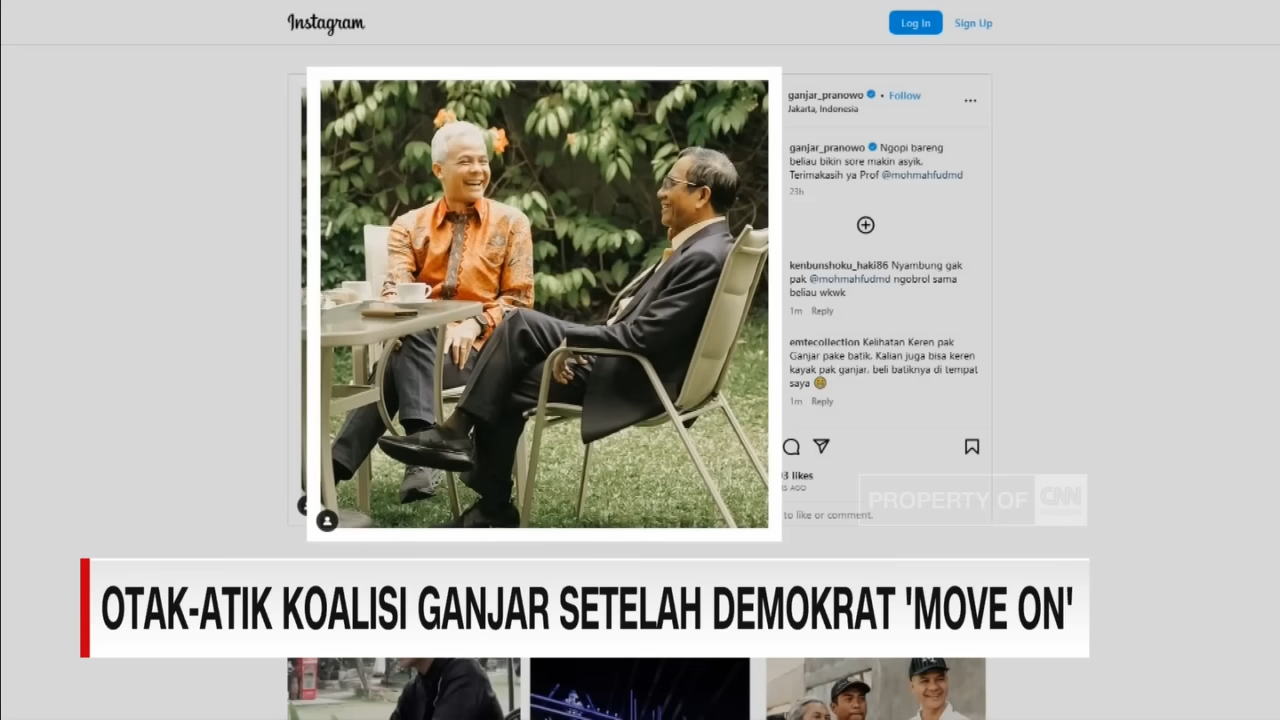 Instagram
Log In
Sign Up
ganjar_pranowo • Follow
Jakarta, Indonesia
ganjar_pranowo Ngopi bareng
beliau bikin sore makin asyik.
Terimakasih ya Prof @mohmahfudmd
23h
kenbunshoku_haki86 Nyambung gak
pak @mohmahfudmd ngobrol sama
beliau wkwk
1m Reply
emtecollection Kelihatan Keren pak
Ganjar pake batik. Kalian juga bisa keren
kayak pak ganjar, beli batiknya di tempat
saya 😊
1m Reply
likes
AGO
to like or comment.
PROPERTY OF CNN
OTAK-ATIK KOALISI GANJAR SETELAH DEMOKRAT 'MOVE ON'